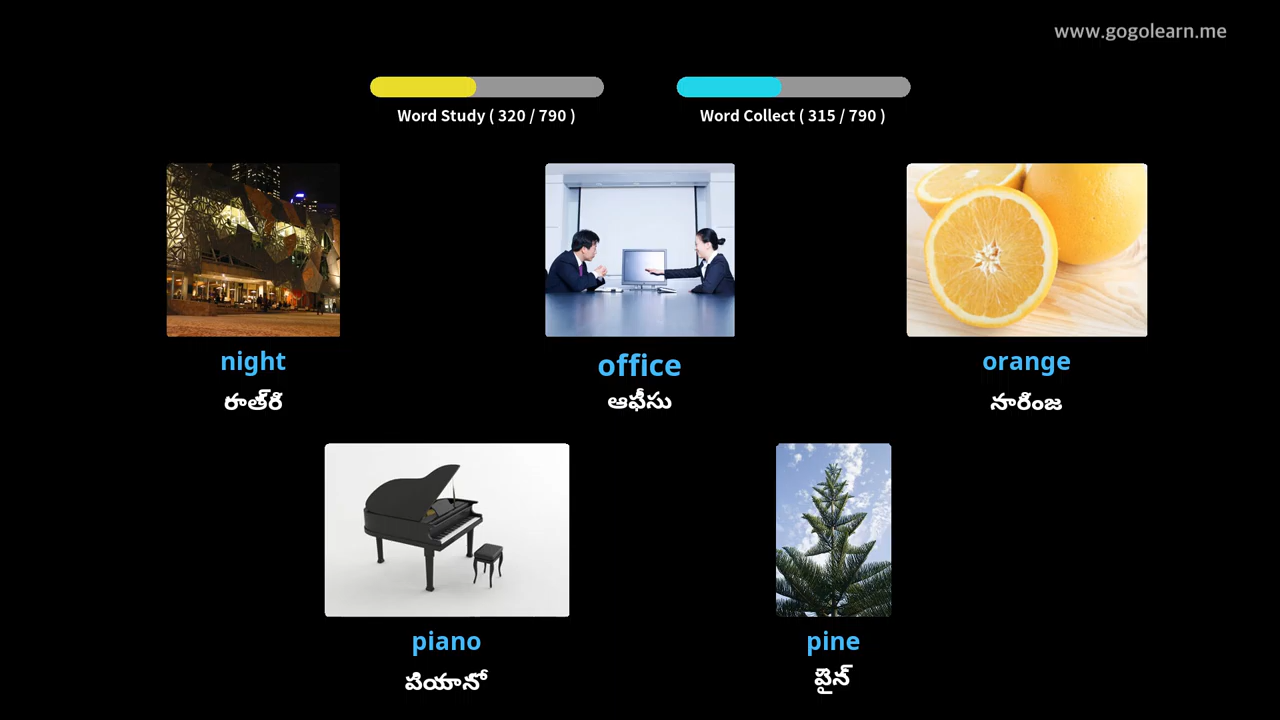 www.gogolearn.me
Word Study ( 320 / 790 )
Word Collect ( 315 / 790 )
night
office
orange
రాత్రి
ఆఫీసు
నారింజ
piano
pine
పియానో
పైన్